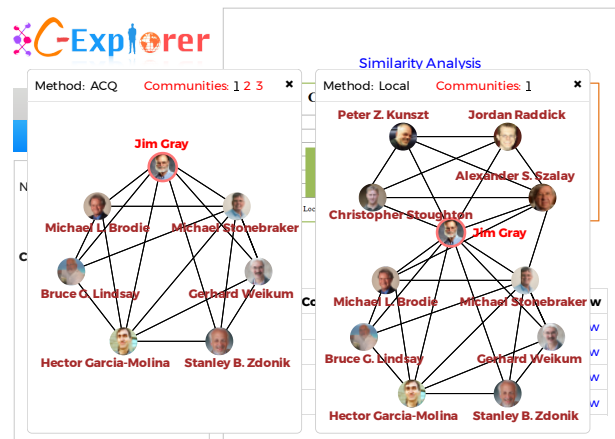 C-Explorer
Similarity Analysis
Method: ACQ Communities: 1 2 3 ×
Jim Gray
Michael L. Brodie
Michael Stonebraker
Bruce G. Lindsay
Gerhard Weikum
Hector Garcia-Molina
Stanley B. Zdonik
Method: Local Communities: 1 ×
Peter Z. Kunszt
Jordan Raddick
Alexander S. Szalay
Christopher Stoughton
Jim Gray
Michael L. Brodie
Michael Stonebraker
Bruce G. Lindsay
Gerhard Weikum
Hector Garcia-Molina
Stanley B. Zdonik